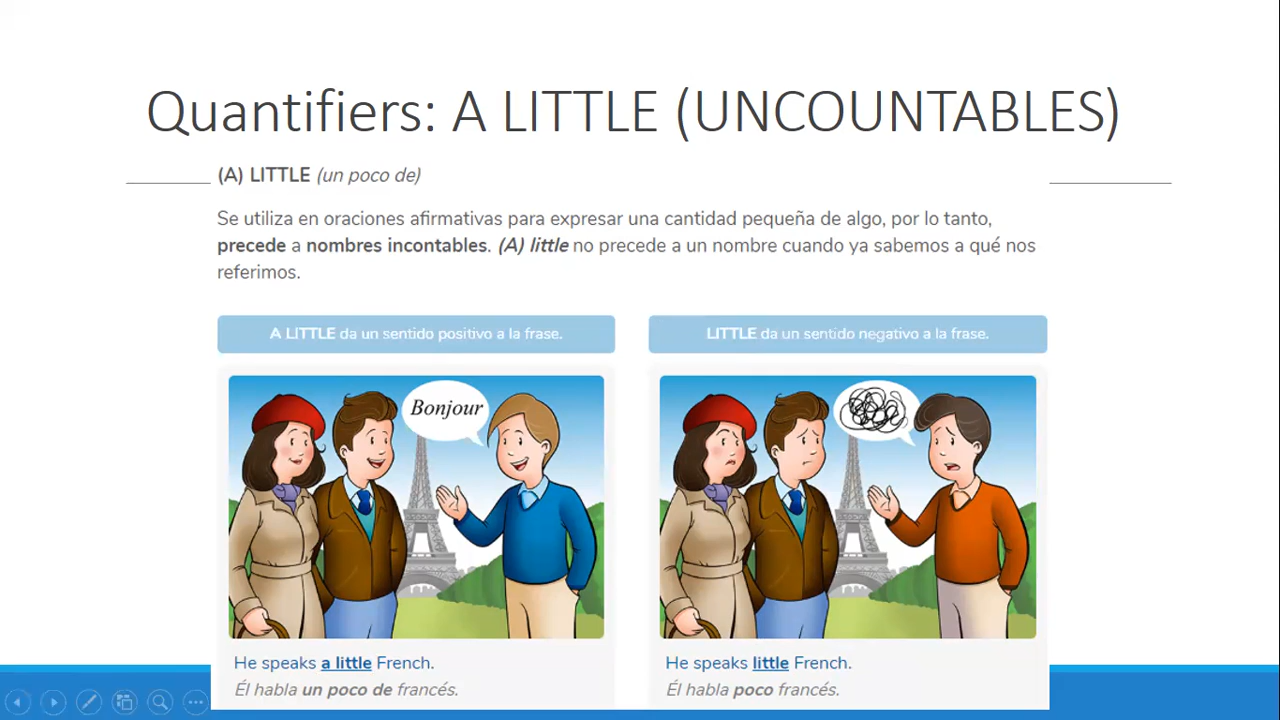 Quantifiers: A LITTLE (UNCOUNTABLES)
(A) LITTLE (un poco de)
Se utiliza en oraciones afirmativas para expresar una cantidad pequeña de algo, por lo tanto,
precede a nombres incontables. (A) little no precede a un nombre cuando ya sabemos a qué nos
referimos.
A LITTLE da un sentido positivo a la frase.
LITTLE da un sentido negativo a la frase.
Bonjour
He speaks a little French.
Él habla un poco de francés.
He speaks little French.
Él habla poco francés.